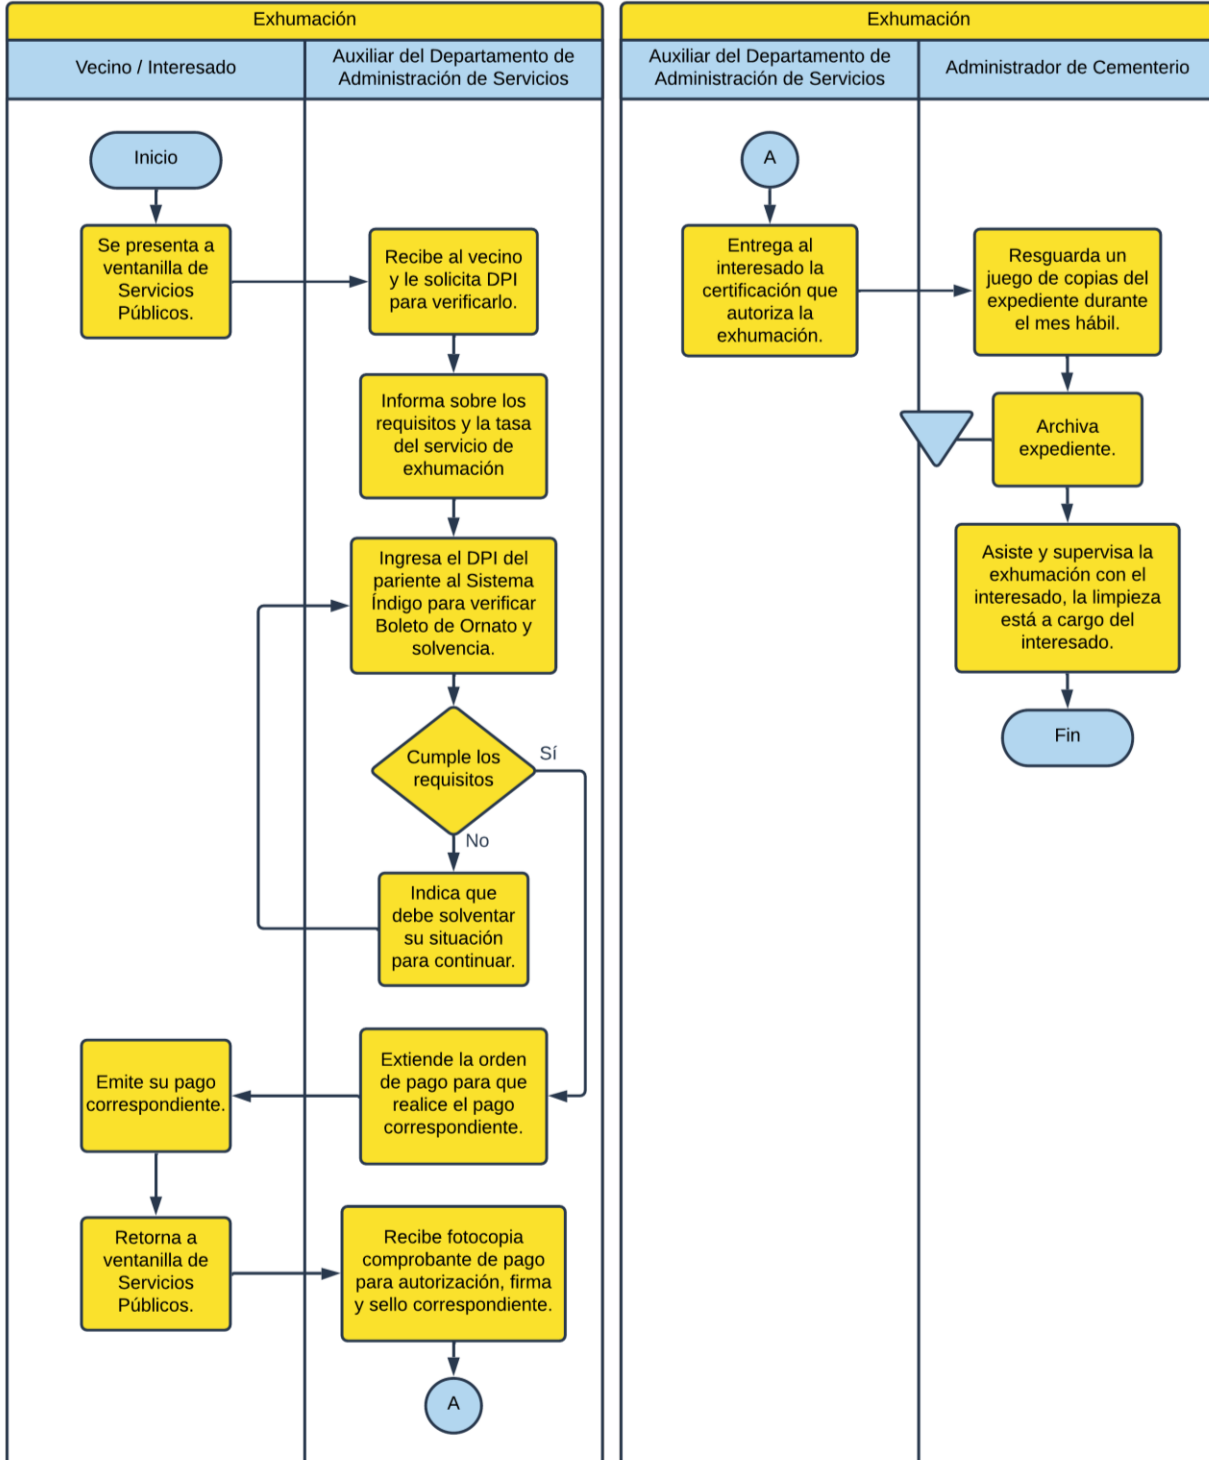 Exhumación
Vecino / Interesado
Auxiliar del Departamento de
Administración de Servicios
Inicio
Se presenta a
ventanilla de
Servicios
Públicos.
Recibe al vecino
y le solicita DPI
para verificarlo.
Informa sobre los
requisitos y la tasa
del servicio de
exhumación
Ingresa el DPI del
pariente al Sistema
Índigo para verificar
Boleto de Ornato y
solvencia.
Cumple los
requisitos
Sí
No
Indica que
debe solventar
su situación
para continuar.
Extiende la orden
de pago para que
realice el pago
correspondiente.
Emite su pago
correspondiente.
Retorna a
ventanilla de
Servicios
Públicos.
Recibe fotocopia
comprobante de pago
para autorización, firma
y sello correspondiente.
A
Exhumación
Auxiliar del Departamento de
Administración de Servicios
Administrador de Cementerio
A
Entrega al
interesado la
certificación que
autoriza la
exhumación.
Resguarda un
juego de copias del
expediente durante
el mes hábil.
Archiva
expediente.
Asiste y supervisa la
exhumación con el
interesado, la limpieza
está a cargo del
interesado.
Fin